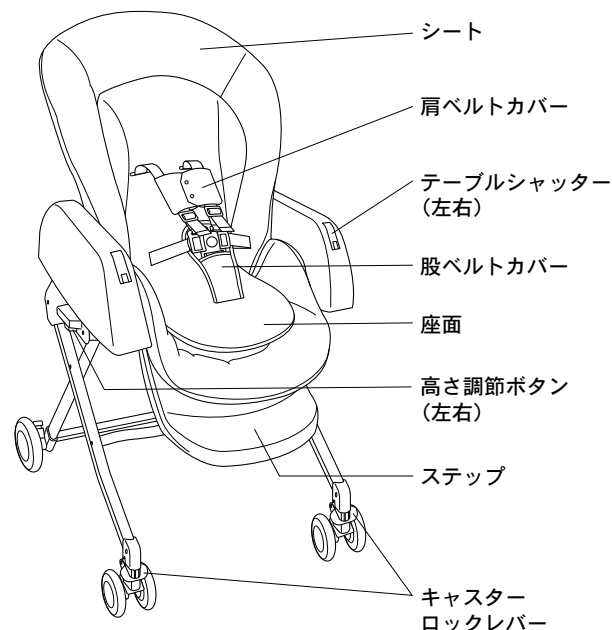 シート
肩ベルトカバー
テーブルシャッター
（左右）
股ベルトカバー
座面
高さ調節ボタン
（左右）
ステップ
キャスター
ロックレバー